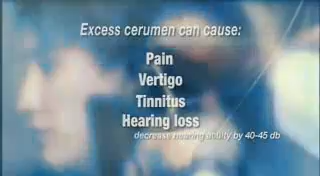 Excess cerumen can cause:
Pain
Vertigo
Tinnitus
Hearing loss
decrease hearing ability by 40-45 db